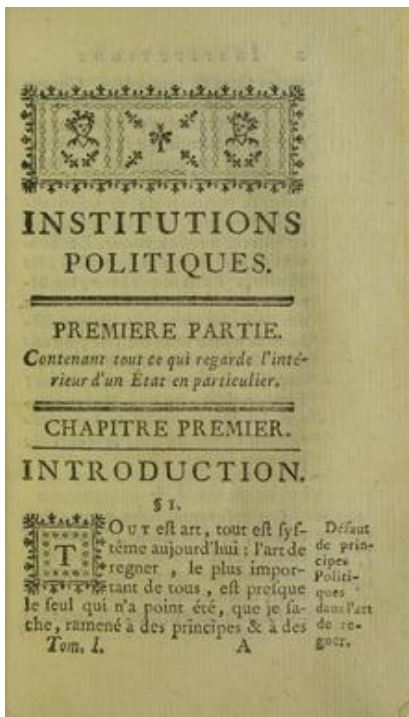 INSTITUTIONS
POLITIQUES.
PREMIERE PARTIE.
Contenant tout ce qui regarde l'inté-
rieur d'un État en particulier.
CHAPITRE PREMIER.
INTRODUCTION.
§ I.
TOUT eſt art, tout eſt ſyſ-
tême aujourd'hui : l'art de
regner , le plus impor-
tant de tous , eſt preſque
le ſeul qui n'a point été, que je ſa-
che, ramené à des principes & à des
Défaut
de prin-
cipes
Politi-
ques
dans l'art
de re-
gner.
Tom. I.
A